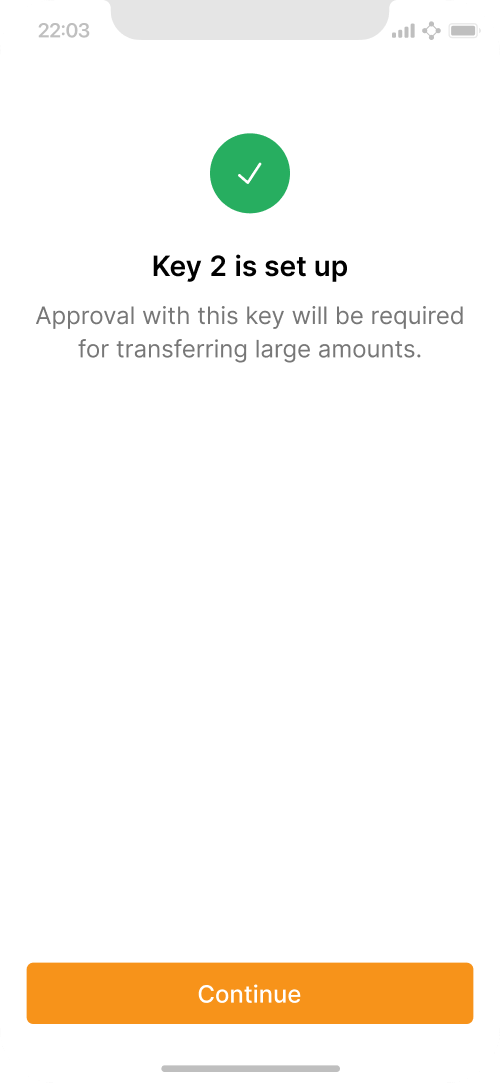 22:03
Key 2 is set up
Approval with this key will be required
for transferring large amounts.
Continue